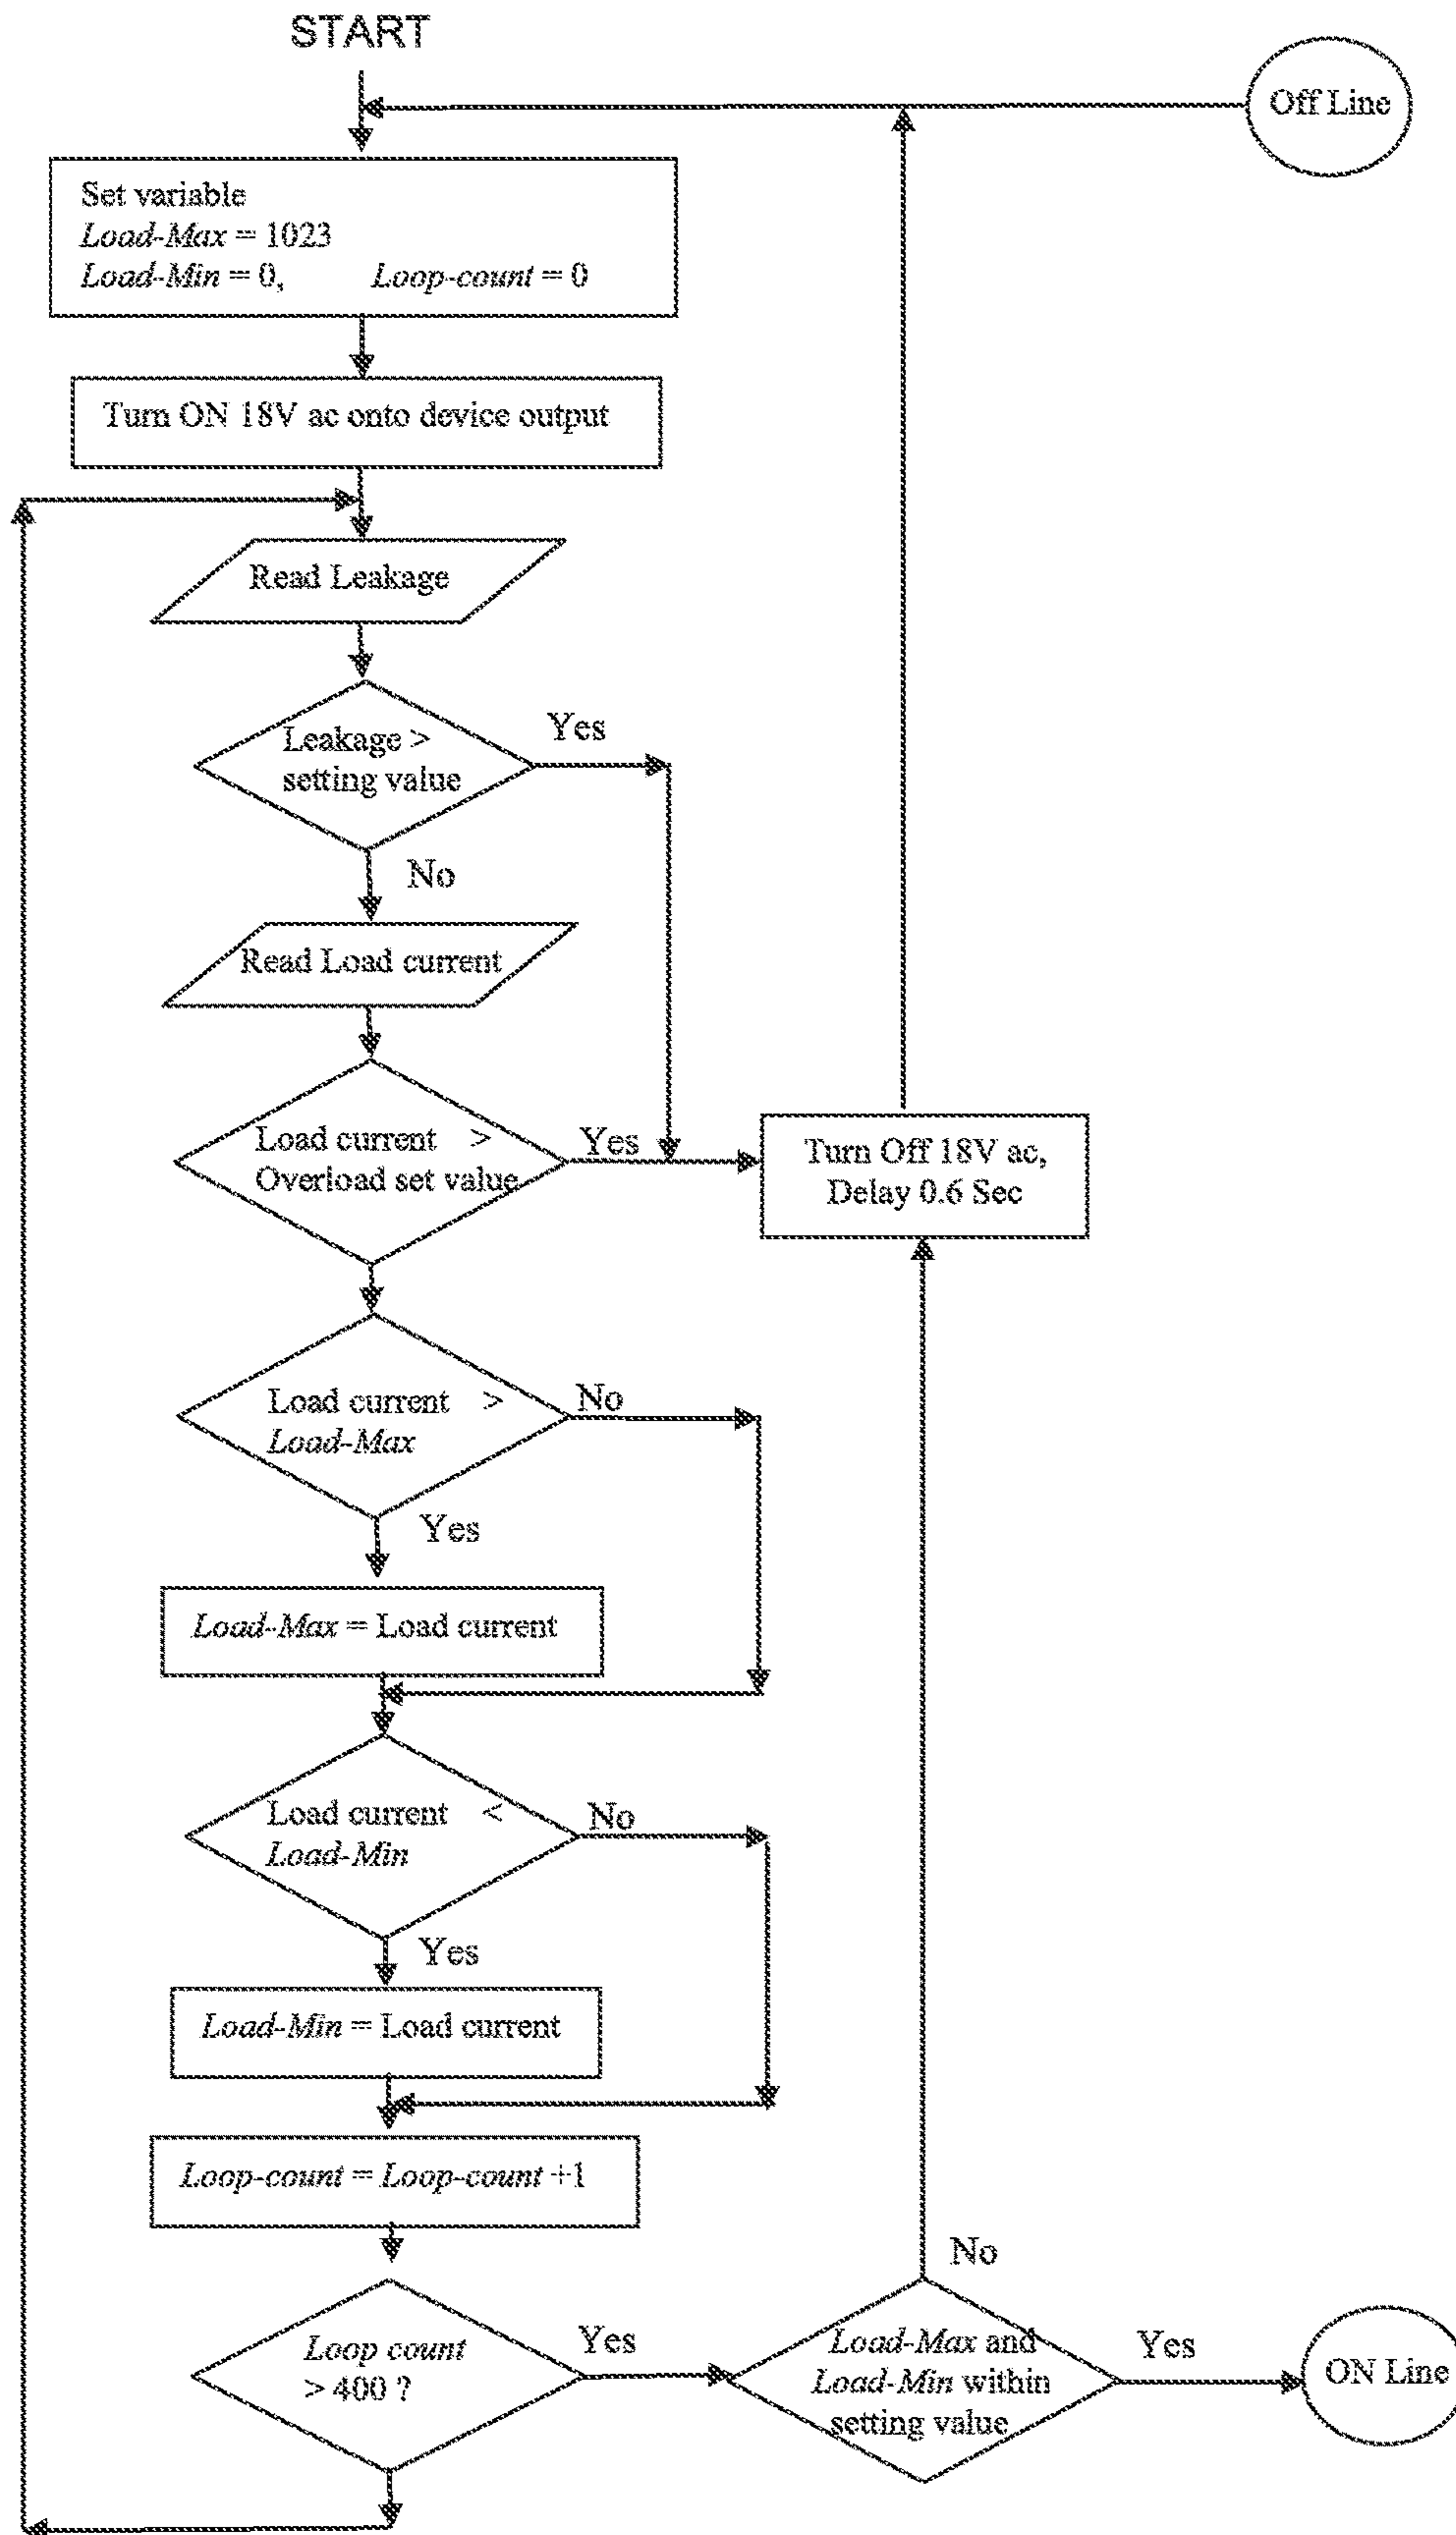 START
Off Line
Set variable
Load-Max = 1023
Load-Min = 0, Loop-count = 0
Turn ON 18V ac onto device output
Read Leakage
Leakage >
setting value
Yes
No
Read Load current
Load current >
Overload set value
Yes
Turn Off 18V ac,
Delay 0.6 Sec
Load current >
Load-Max
No
Yes
Load-Max = Load current
Load current <
Load-Min
No
Yes
Load-Min = Load current
Loop-count = Loop-count +1
Loop count
> 400 ?
Yes
No
Load-Max and
Load-Min within
setting value
Yes
ON Line